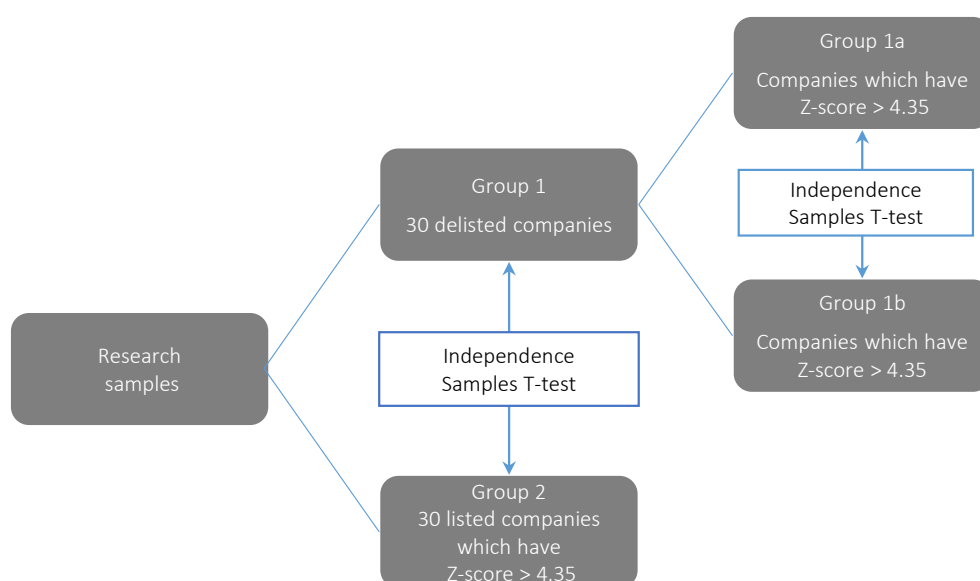 Research
samples
Group 1
30 delisted companies
Independence
Samples T-test
Group 2
30 listed companies
which have
Z-score > 4.35
Group 1a
Companies which have
Z-score > 4.35
Independence
Samples T-test
Group 1b
Companies which have
Z-score > 4.35